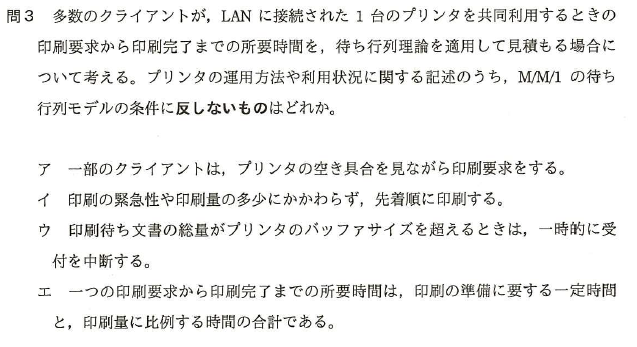 問3　多数のクライアントが，LAN に接続された 1 台のプリンタを共同利用するときの
印刷要求から印刷完了までの所要時間を，待ち行列理論を適用して見積もる場合に
ついて考える。プリンタの運用方法や利用状況に関する記述のうち，M/M/1 の待ち
行列モデルの条件に反しないものはどれか。
ア　一部のクライアントは，プリンタの空き具合を見ながら印刷要求をする。
イ　印刷の緊急性や印刷量の多少にかかわらず，先着順に印刷する。
ウ　印刷待ち文書の総量がプリンタのバッファサイズを超えるときは，一時的に受
付を中断する。
エ　一つの印刷要求から印刷完了までの所要時間は，印刷の準備に要する一定時間
と，印刷量に比例する時間の合計である。